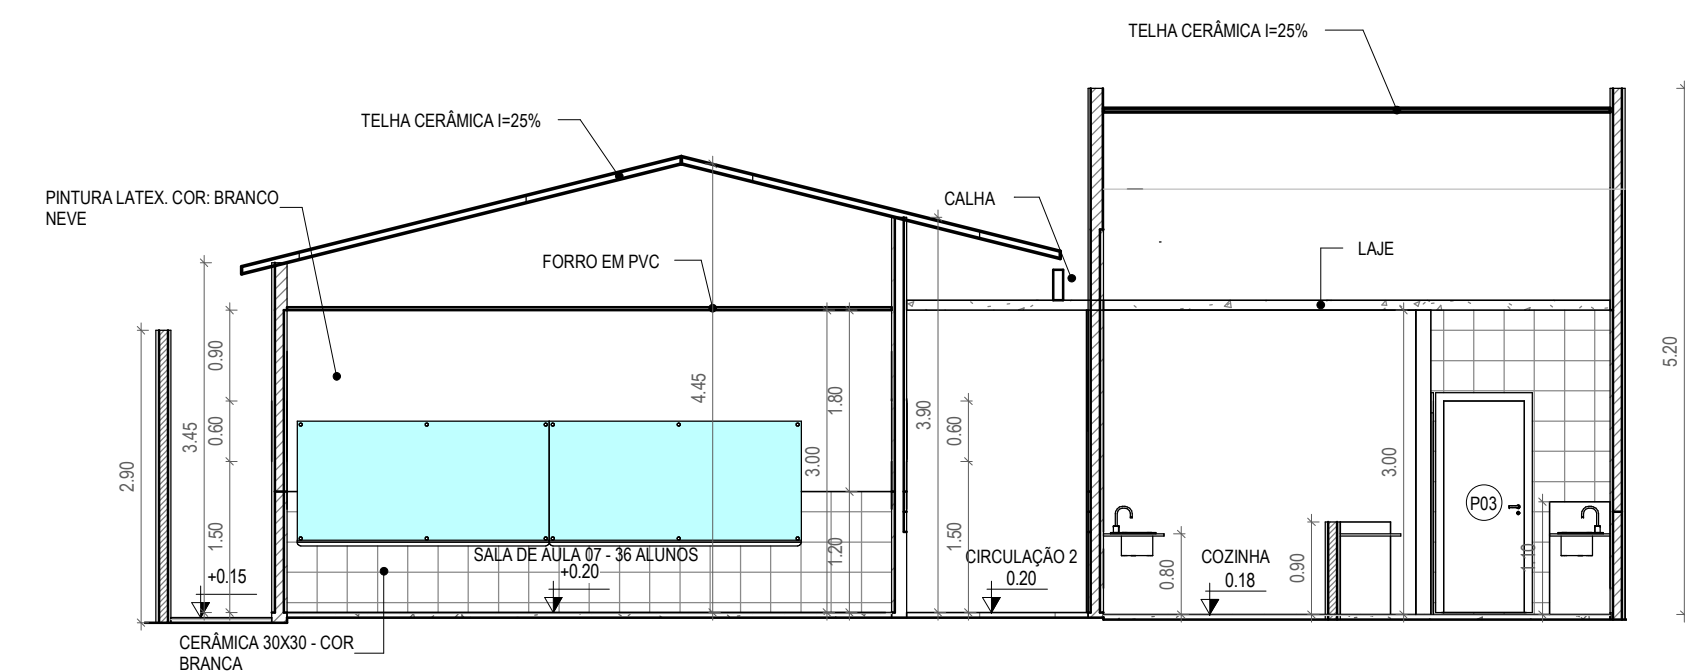 TELHA CERÂMICA I=25%
TELHA CERÂMICA I=25%
PINTURA LATEX. COR: BRANCO
NEVE
CALHA
FORRO EM PVC
LAJE
5.20
0.90
4.45
1.80
3.90
0.60
3.45
0.60
3.00
3.00
2.90
P03
1.50
1.20
1.50
1.10
SALA DE AULA 07 - 36 ALUNOS
+0.20
CIRCULAÇÃO 2
0.20
COZINHA
0.18
0.80
0.90
+0.15
CERÂMICA 30X30 - COR
BRANCA